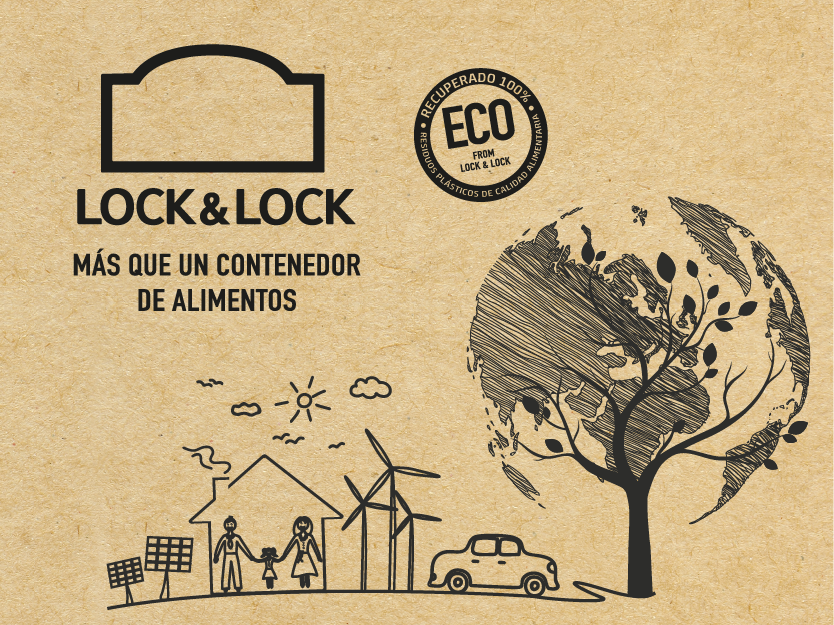 LOCK & LOCK
MÁS QUE UN CONTENEDOR
DE ALIMENTOS
RECUPERADO 100%
ECO
FROM
LOCK & LOCK
RESIDUOS PLÁSTICOS DE CALIDAD ALIMENTARIA